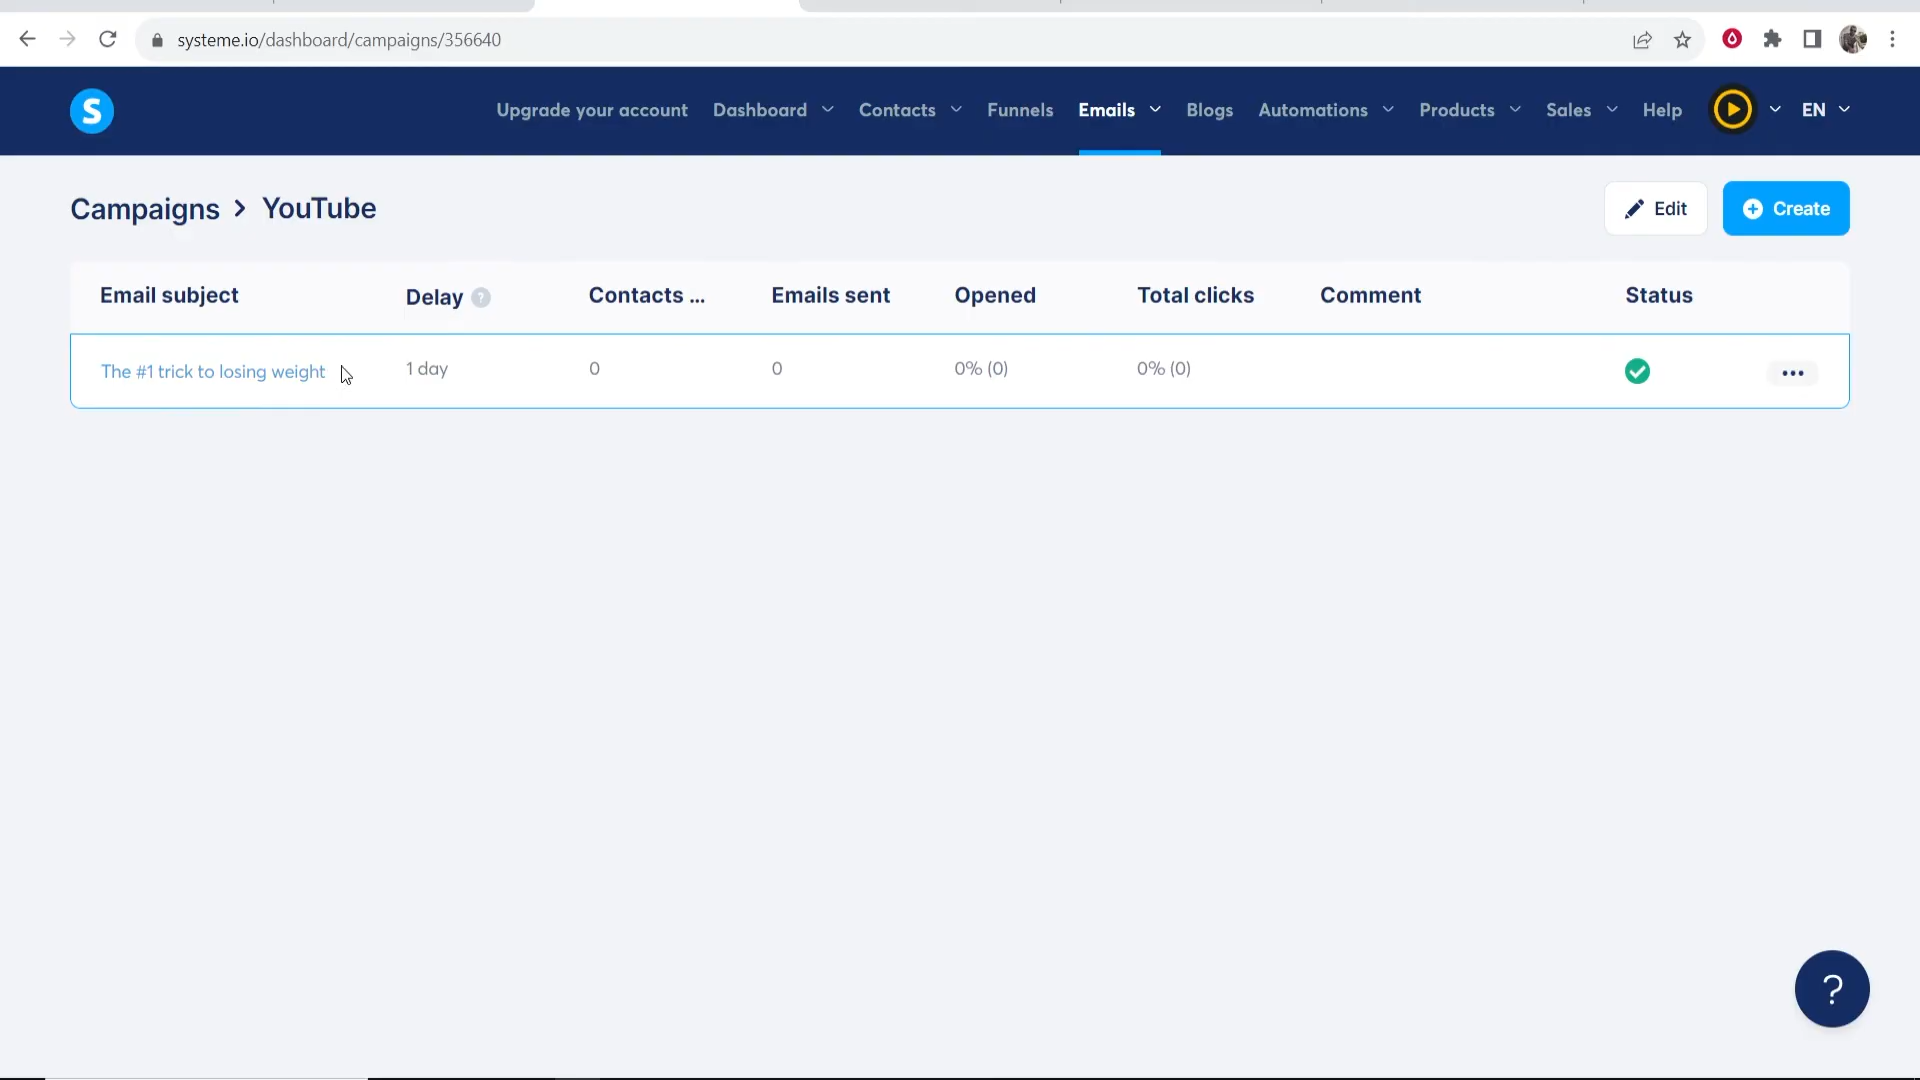 systeme.io/dashboard/campaigns/356640
S Upgrade your account Dashboard Contacts Funnels Emails Blogs Automations Products Sales Help EN
Campaigns > YouTube Edit Create
Email subject Delay ? Contacts ... Emails sent Opened Total clicks Comment Status
The #1 trick to losing weight 1 day 0 0 0% (0) 0% (0) •••
?